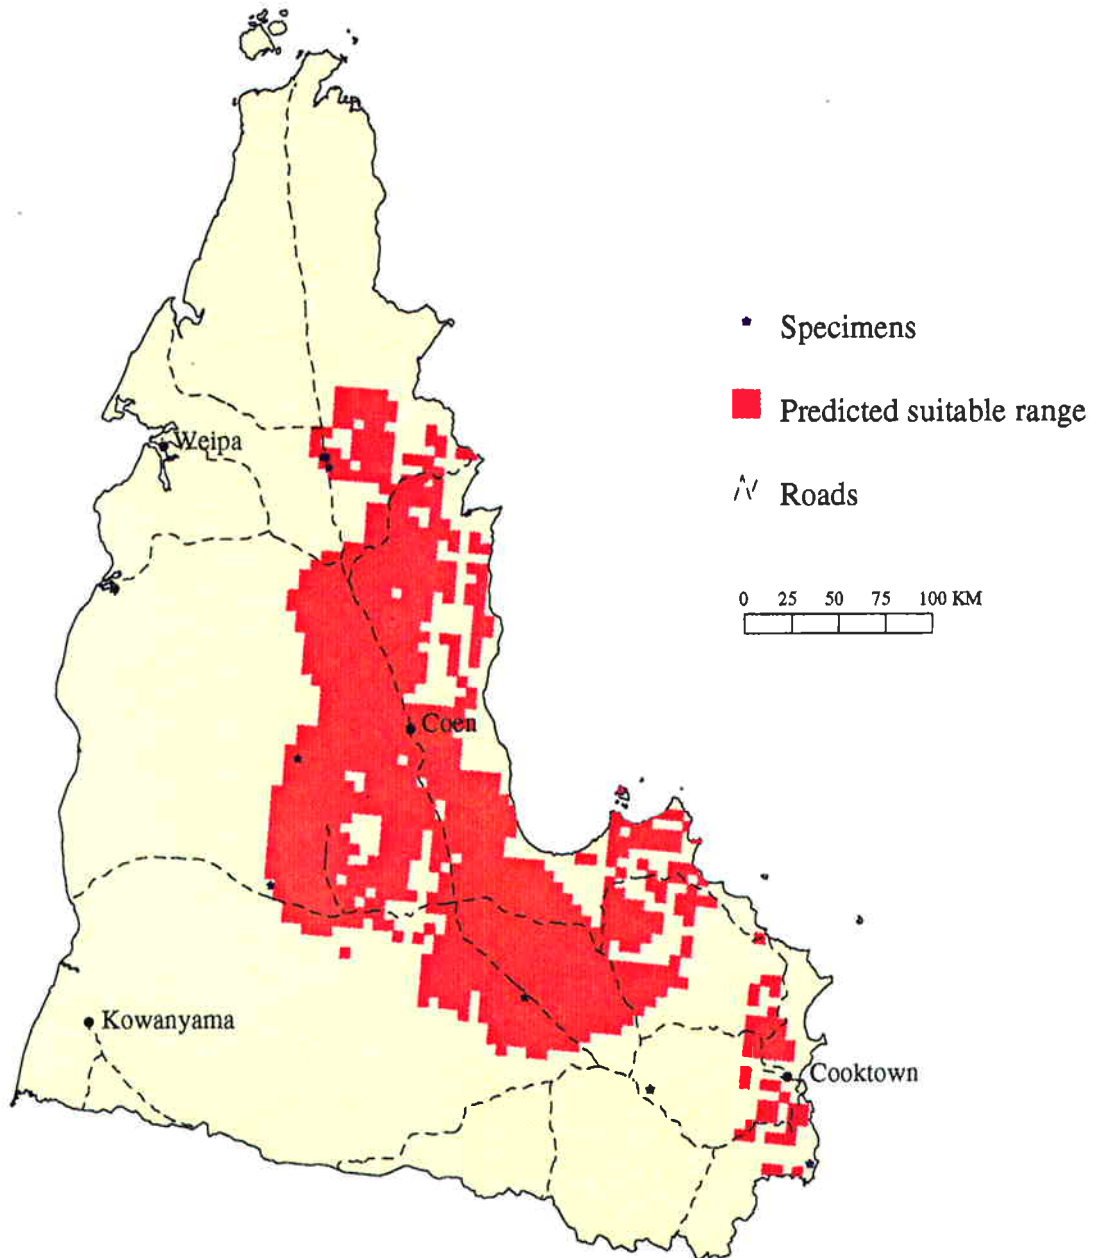 Specimens
Predicted suitable range
Roads
0 25 50 75 100 KM
Weipa
Coen
Kowanyama
Cooktown